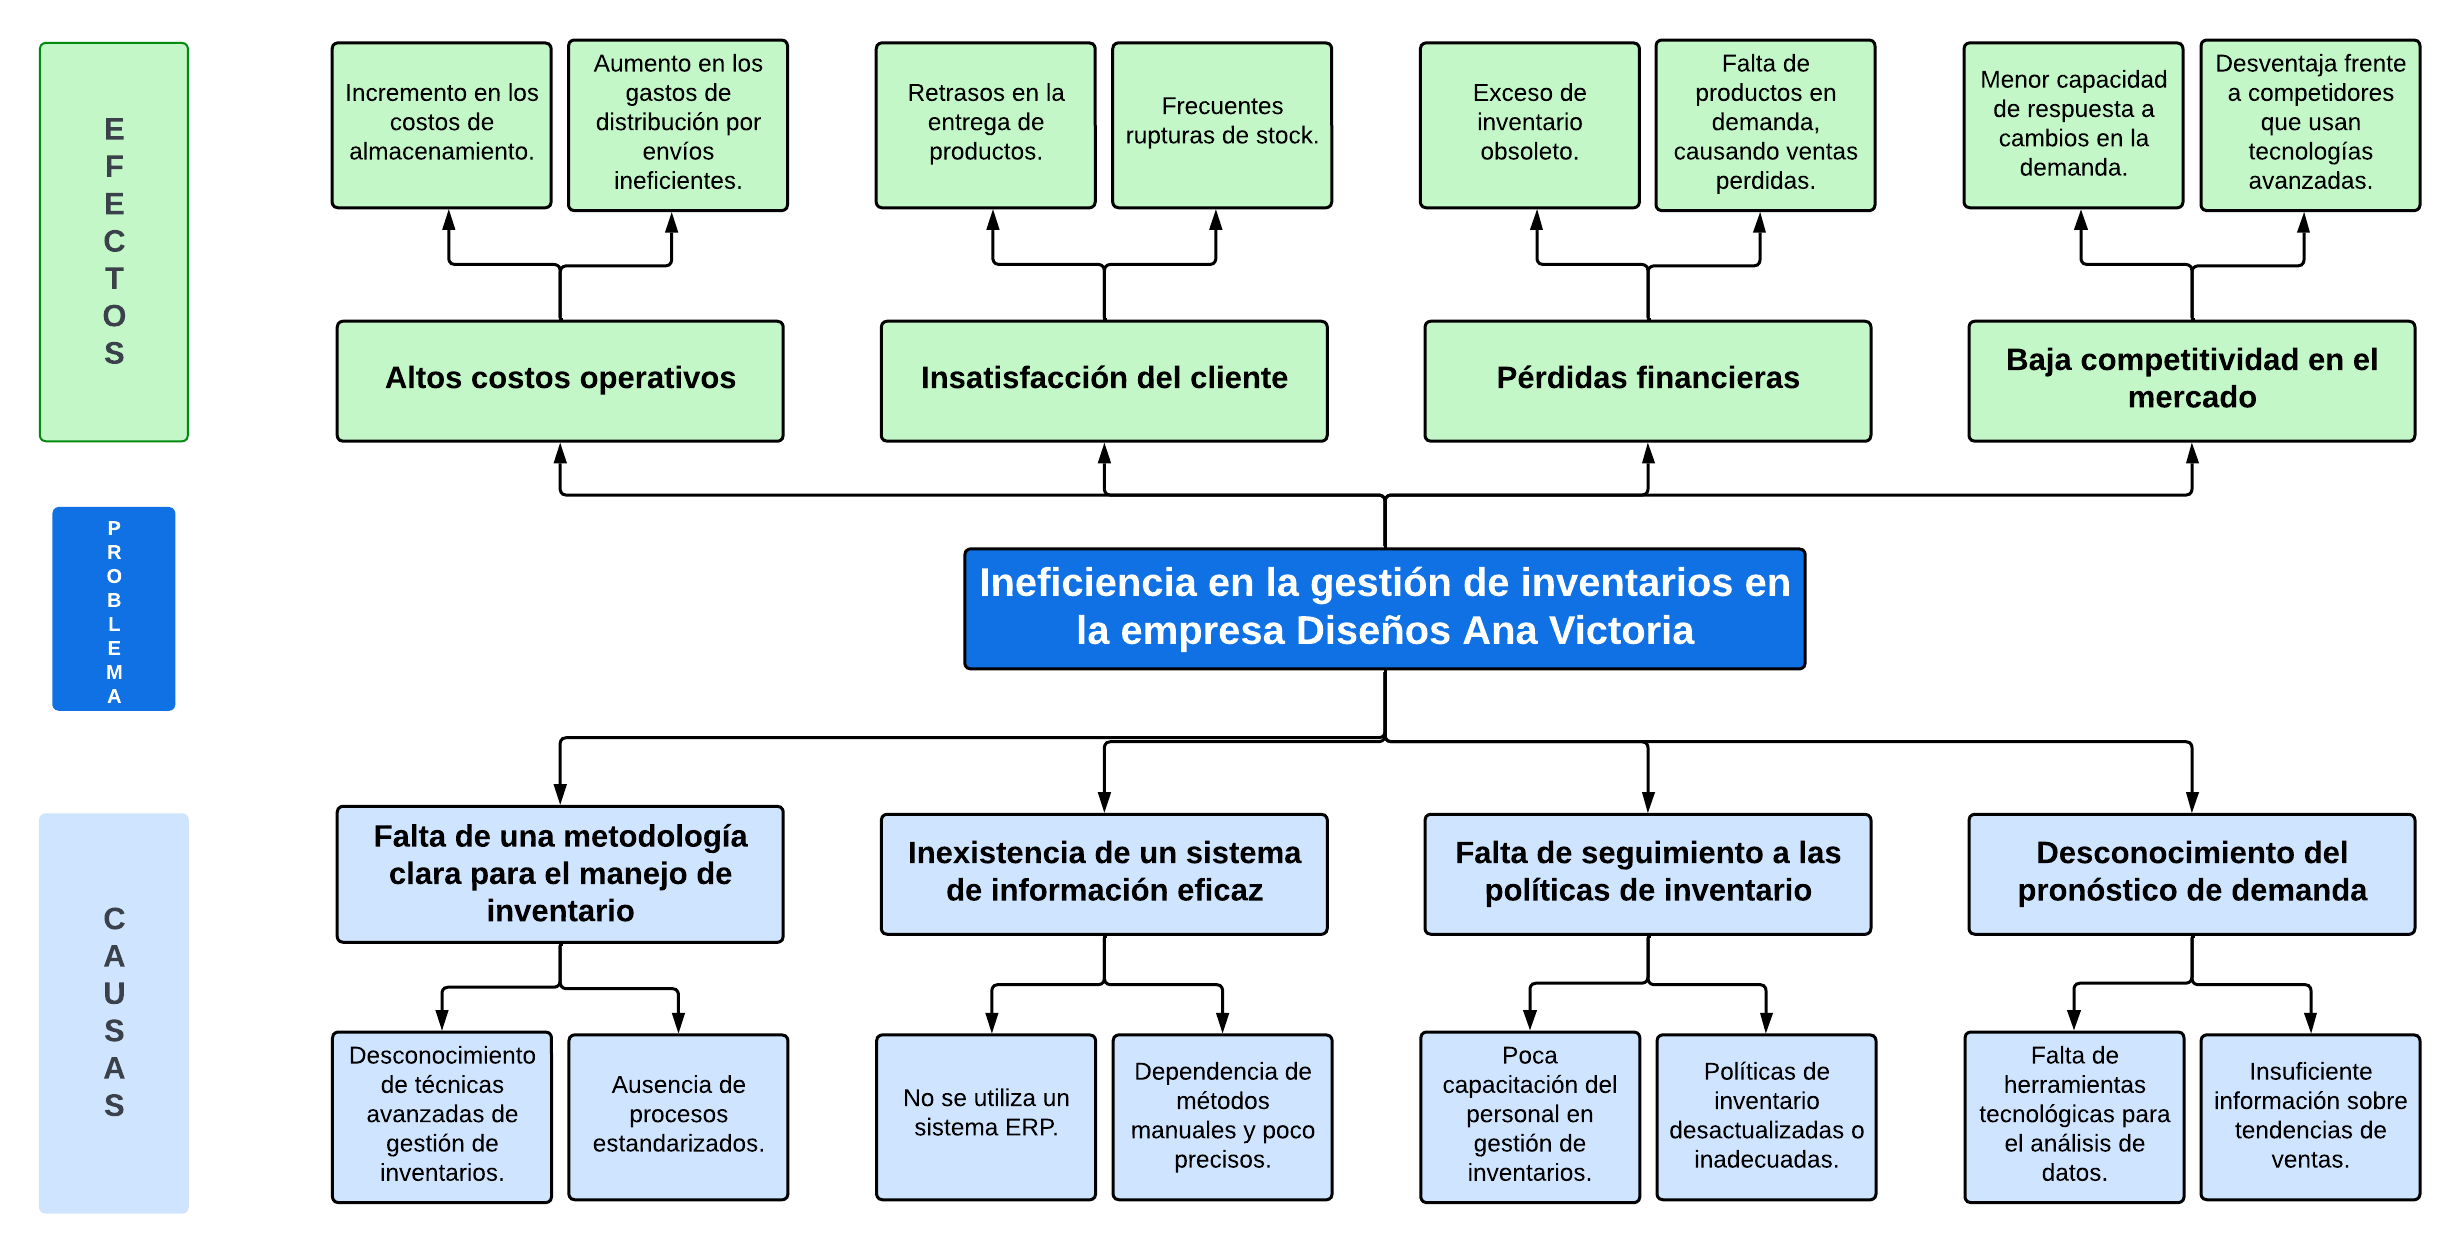 E
F
E
C
T
O
S
Incremento en los
costos de
almacenamiento.
Aumento en los
gastos de
distribución por
envíos
ineficientes.
Retrasos en la
entrega de
productos.
Frecuentes
rupturas de stock.
Exceso de
inventario
obsoleto.
Falta de
productos en
demanda,
causando ventas
perdidas.
Menor capacidad
de respuesta a
cambios en la
demanda.
Desventaja frente
a competidores
que usan
tecnologías
avanzadas.
Altos costos operativos
Insatisfacción del cliente
Pérdidas financieras
Baja competitividad en el
mercado
P
R
O
B
L
E
M
A
Ineficiencia en la gestión de inventarios en
la empresa Diseños Ana Victoria
C
A
U
S
A
S
Falta de una metodología
clara para el manejo de
inventario
Inexistencia de un sistema
de información eficaz
Falta de seguimiento a las
políticas de inventario
Desconocimiento del
pronóstico de demanda
Desconocimiento
de técnicas
avanzadas de
gestión de
inventarios.
Ausencia de
procesos
estandarizados.
No se utiliza un
sistema ERP.
Dependencia de
métodos
manuales y poco
precisos.
Poca
capacitación del
personal en
gestión de
inventarios.
Políticas de
inventario
desactualizadas o
inadecuadas.
Falta de
herramientas
tecnológicas para
el análisis de
datos.
Insuficiente
información sobre
tendencias de
ventas.